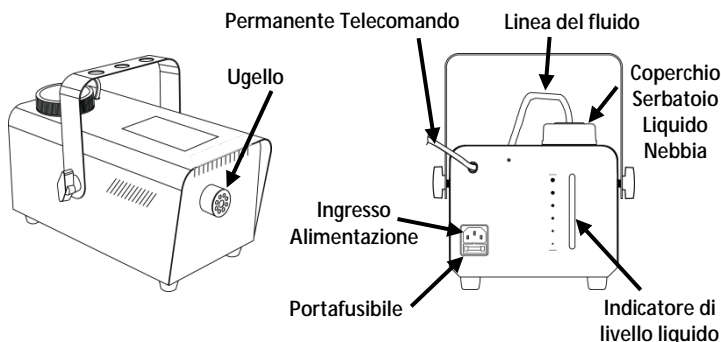 Permanente Telecomando
Linea del fluido
Ugello
Coperchio
Serbatoio
Liquido
Nebbia
Ingresso
Alimentazione
Portafusibile
Indicatore di
livello liquido